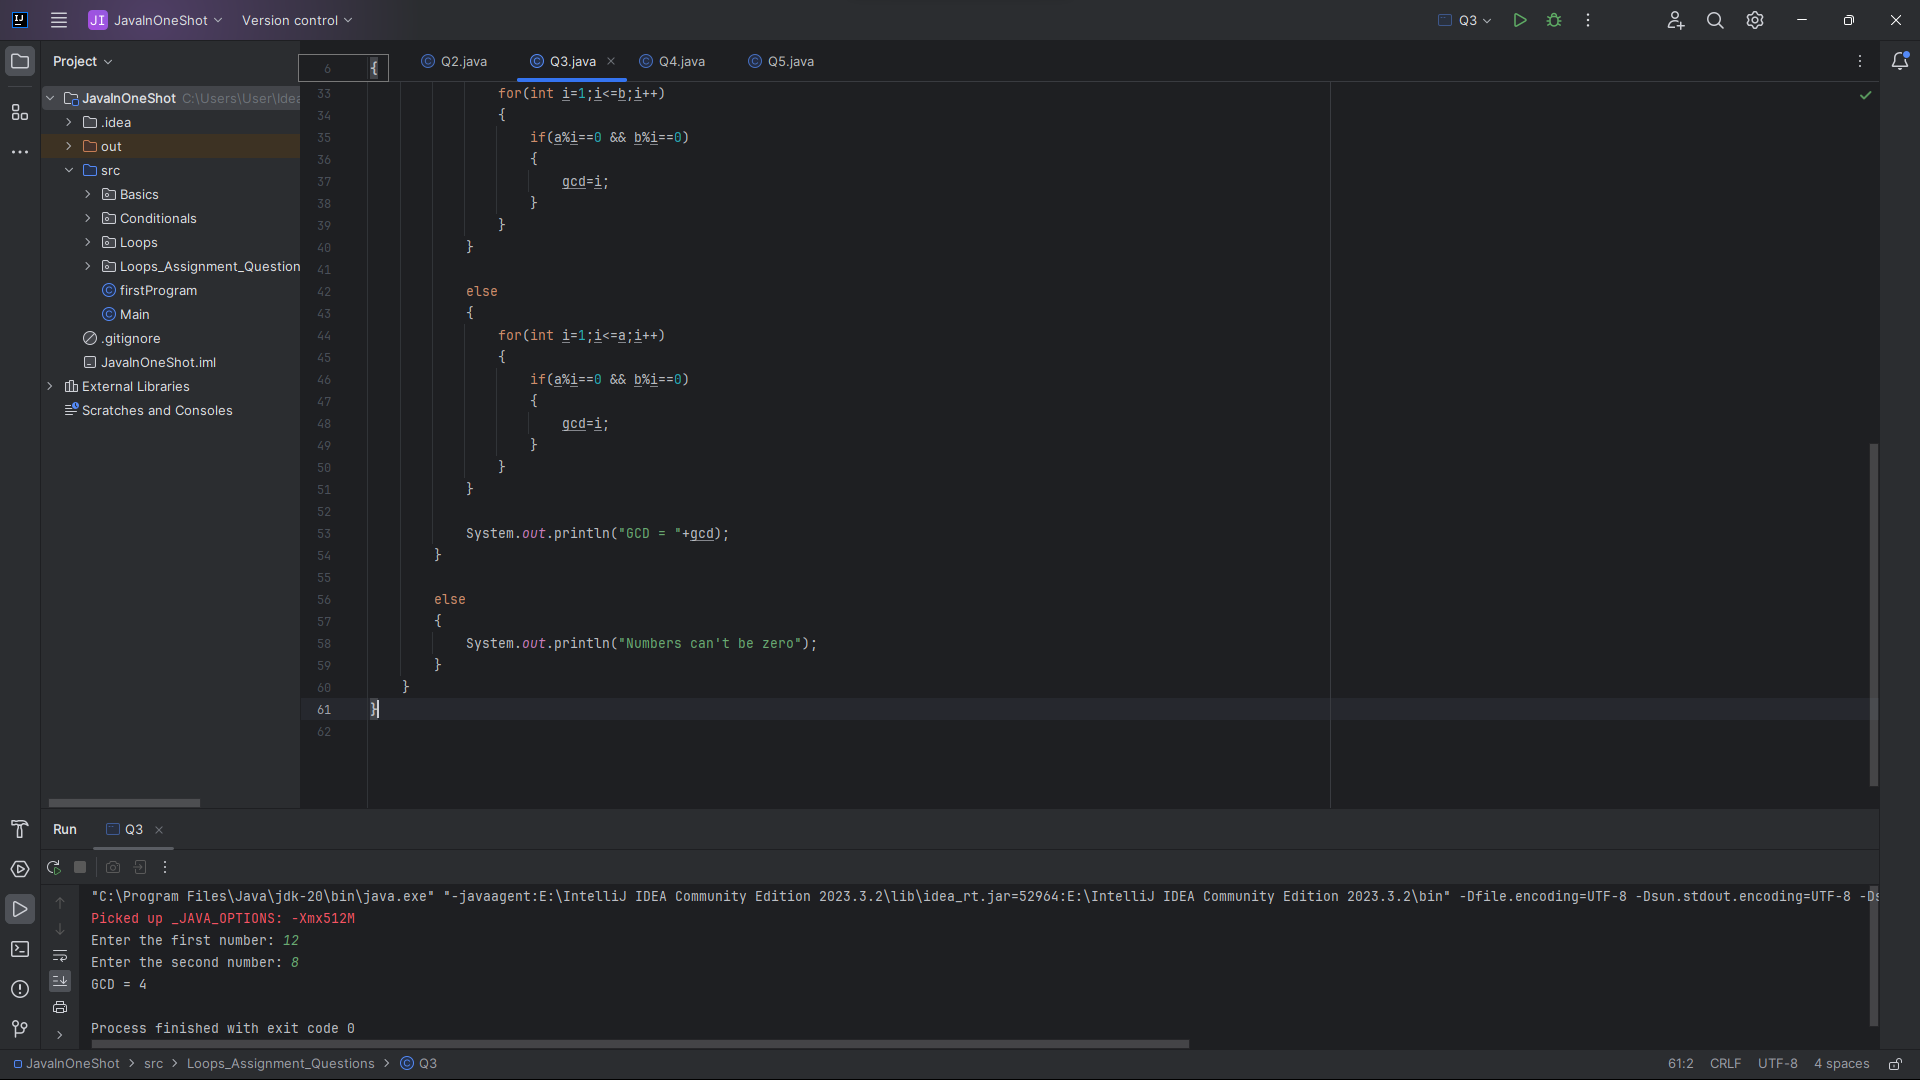 JI JavaInOneShot Version control Q3
Project
Q2.java Q3.java Q4.java Q5.java
6 {
JavaInOneShot C:\Users\User\Idea
.idea
out
src
Basics
Conditionals
Loops
Loops_Assignment_Question
firstProgram
Main
.gitignore
JavaInOneShot.iml
External Libraries
Scratches and Consoles
33 for(int i=1;i<=b;i++)
34 {
35 if(a%i==0 && b%i==0)
36 {
37 gcd=i;
38 }
39 }
40 }
41
42 else
43 {
44 for(int i=1;i<=a;i++)
45 {
46 if(a%i==0 && b%i==0)
47 {
48 gcd=i;
49 }
50 }
51 }
52
53 System.out.println("GCD = "+gcd);
54 }
55
56 else
57 {
58 System.out.println("Numbers can't be zero");
59 }
60 }
61 }
62
Run Q3
"C:\Program Files\Java\jdk-20\bin\java.exe" "-javaagent:E:\IntelliJ IDEA Community Edition 2023.3.2\lib\idea_rt.jar=52964:E:\IntelliJ IDEA Community Edition 2023.3.2\bin" -Dfile.encoding=UTF-8 -Dsun.stdout.encoding=UTF-8 -Ds
Picked up _JAVA_OPTIONS: -Xmx512M
Enter the first number: 12
Enter the second number: 8
GCD = 4
Process finished with exit code 0
JavaInOneShot > src > Loops_Assignment_Questions > Q3 61:2 CRLF UTF-8 4 spaces